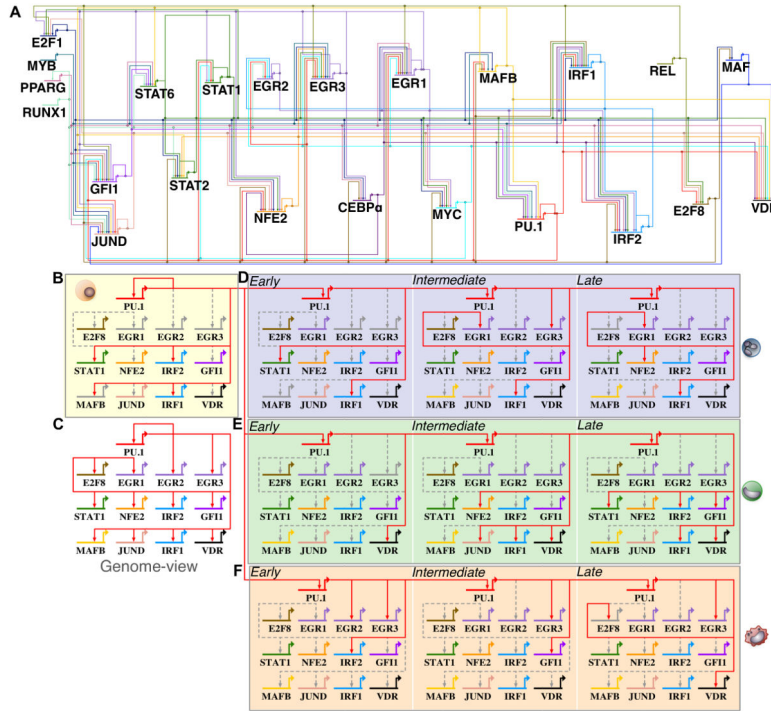 A
E2F1
MYB
PPARG
RUNX1
STAT6
STAT1
EGR2
EGR3
EGR1
MAFB
IRF1
REL
MAF
GFI1
JUND
STAT2
NFE2
CEBPα
MYC
PU.1
IRF2
E2F8
VD
B
PU.1
E2F8 EGR1 EGR2 EGR3
STAT1 NFE2 IRF2 GFI1
MAFB JUND IRF1 VDR
C
PU.1
E2F8 EGR1 EGR2 EGR3
STAT1 NFE2 IRF2 GFI1
MAFB JUND IRF1 VDR
Genome-view
D Early Intermediate Late
PU.1 PU.1 PU.1
E2F8 EGR1 EGR2 EGR3 E2F8 EGR1 EGR2 EGR3 E2F8 EGR1 EGR2 EGR3
STAT1 NFE2 IRF2 GFI1 STAT1 NFE2 IRF2 GFI1 STAT1 NFE2 IRF2 GFI1
MAFB JUND IRF1 VDR MAFB JUND IRF1 VDR MAFB JUND IRF1 VDR
E Early Intermediate Late
PU.1 PU.1 PU.1
E2F8 EGR1 EGR2 EGR3 E2F8 EGR1 EGR2 EGR3 E2F8 EGR1 EGR2 EGR3
STAT1 NFE2 IRF2 GFI1 STAT1 NFE2 IRF2 GFI1 STAT1 NFE2 IRF2 GFI1
MAFB JUND IRF1 VDR MAFB JUND IRF1 VDR MAFB JUND IRF1 VDR
F Early Intermediate Late
PU.1 PU.1 PU.1
E2F8 EGR1 EGR2 EGR3 E2F8 EGR1 EGR2 EGR3 E2F8 EGR1 EGR2 EGR3
STAT1 NFE2 IRF2 GFI1 STAT1 NFE2 IRF2 GFI1 STAT1 NFE2 IRF2 GFI1
MAFB JUND IRF1 VDR MAFB JUND IRF1 VDR MAFB JUND IRF1 VDR